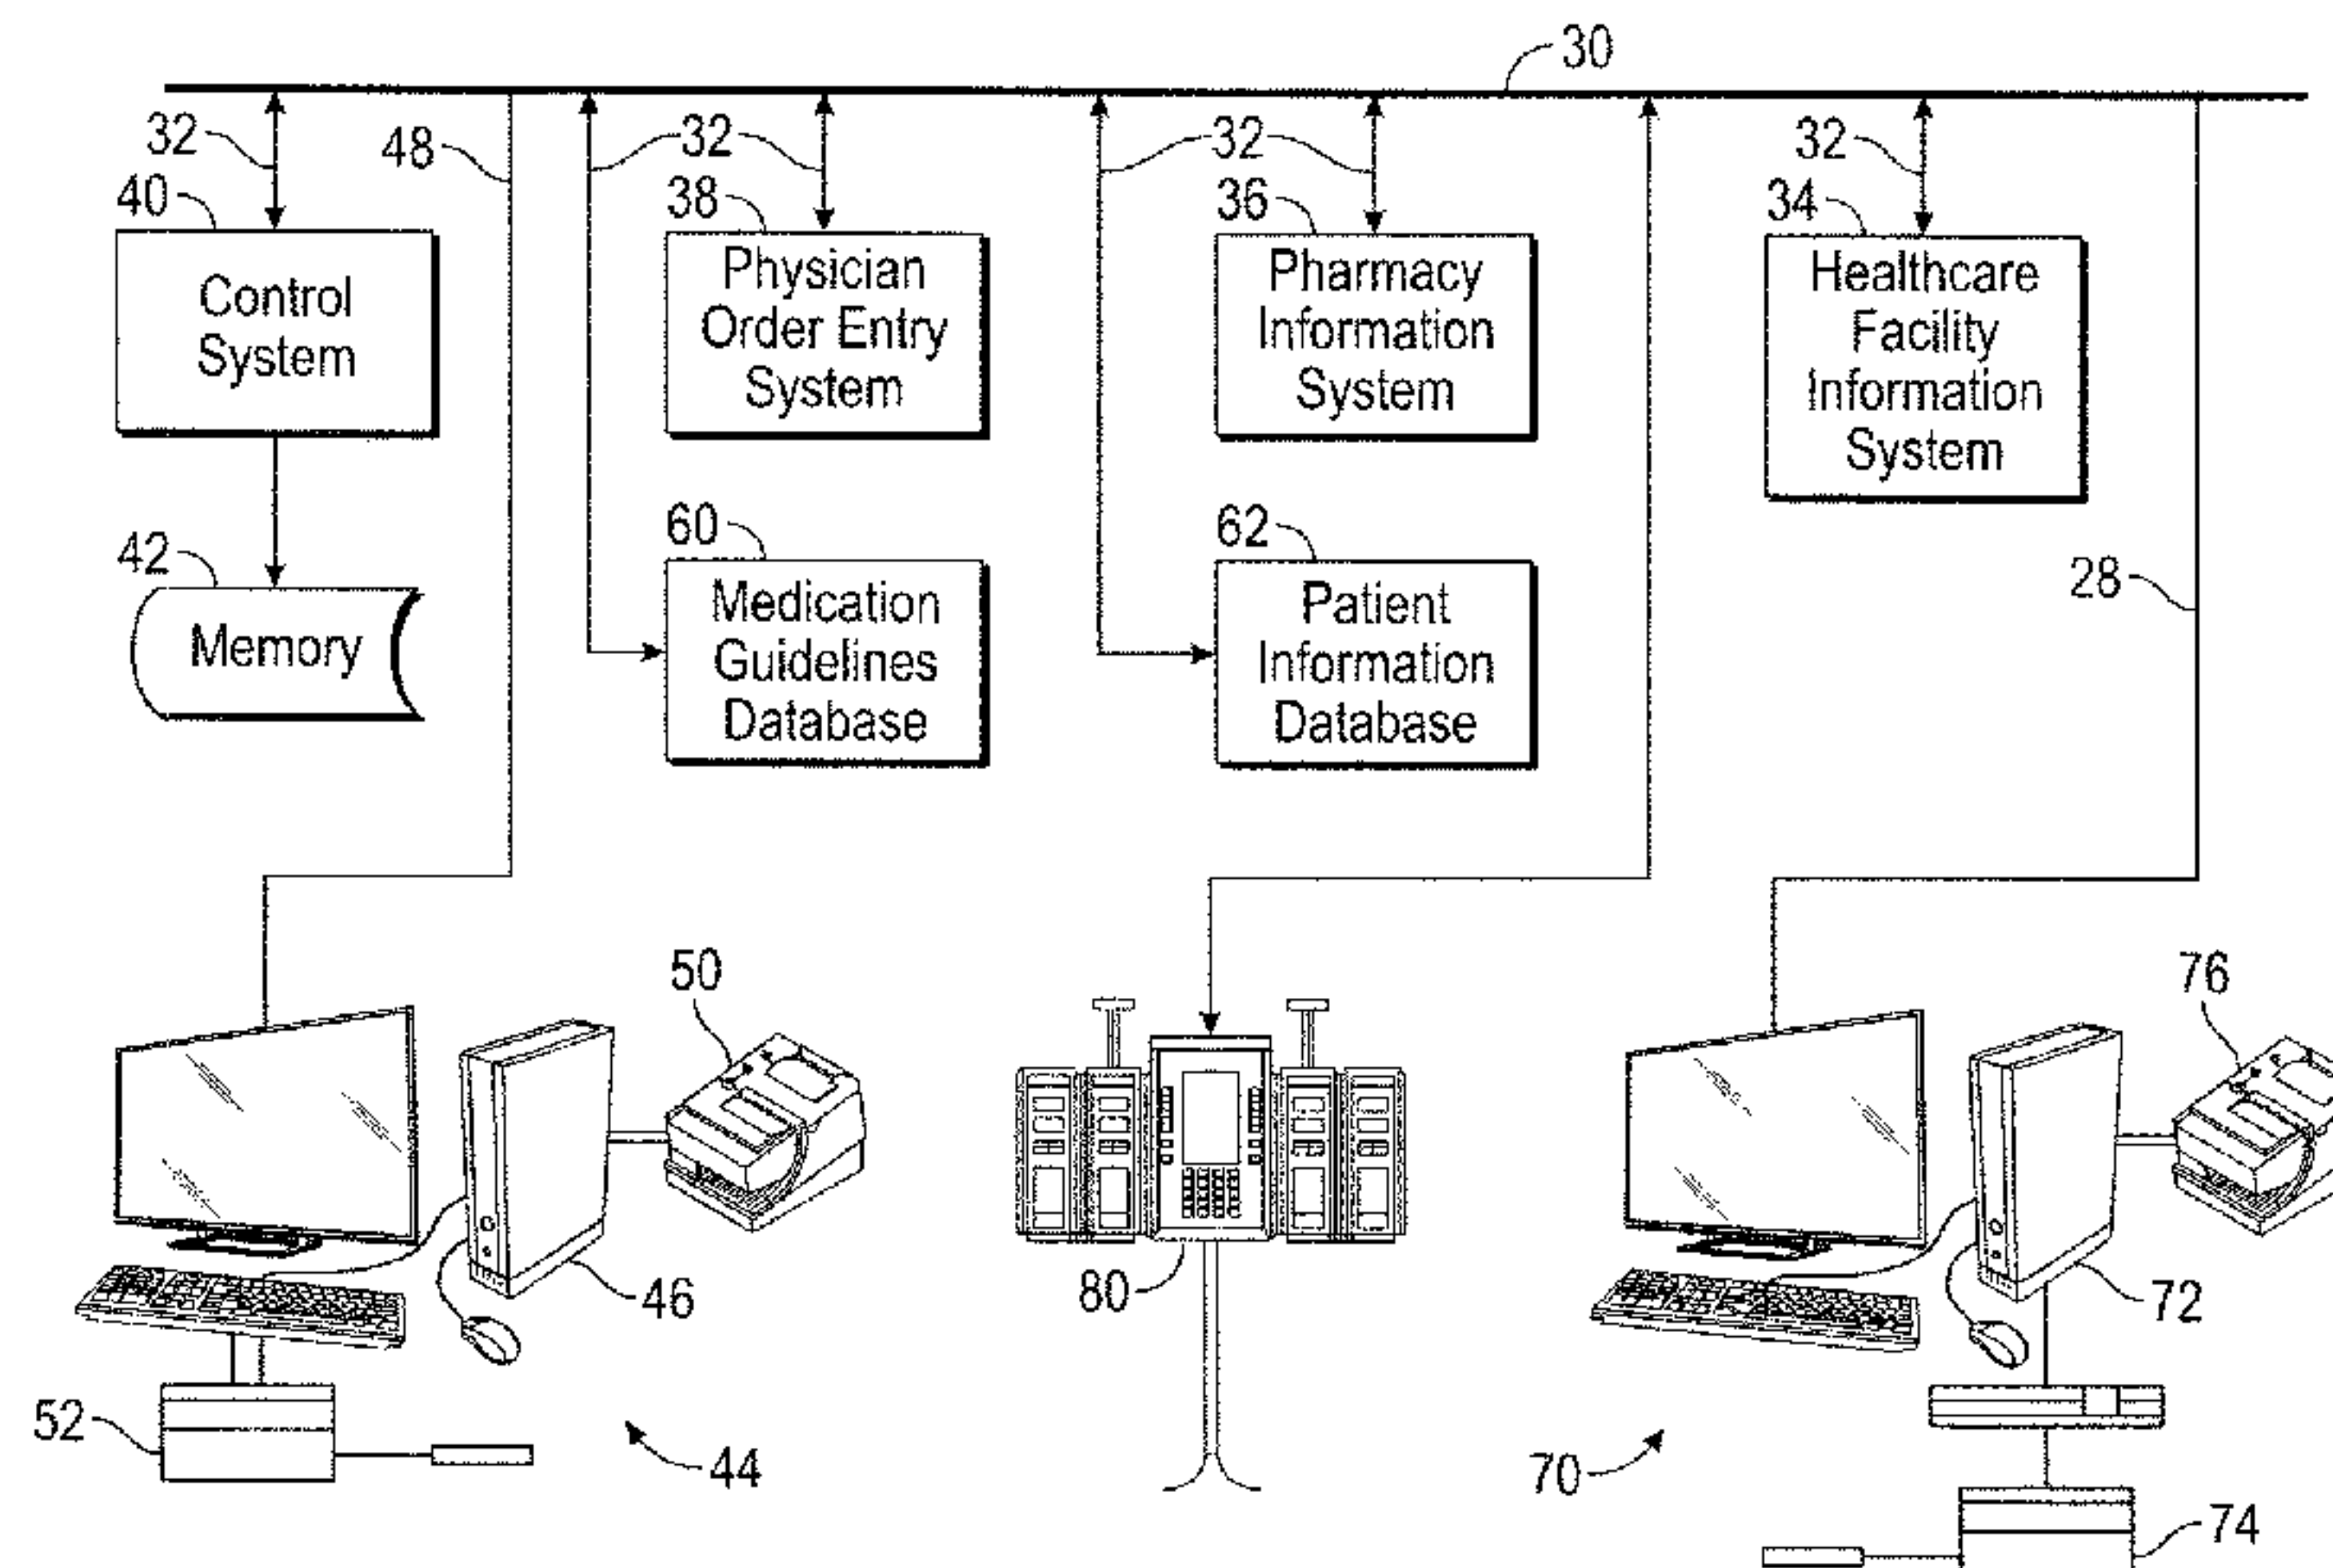 30
32
48
32
32
32
40
Control
System
38
Physician
Order Entry
System
36
Pharmacy
Information
System
34
Healthcare
Facility
Information
System
42
Memory
60
Medication
Guidelines
Database
62
Patient
Information
Database
28
50
76
46
80
72
52
44
70
74